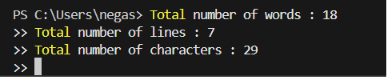 PS C:\Users\negas> Total number of words : 18
>> Total number of lines : 7
>> Total number of characters : 29
>>